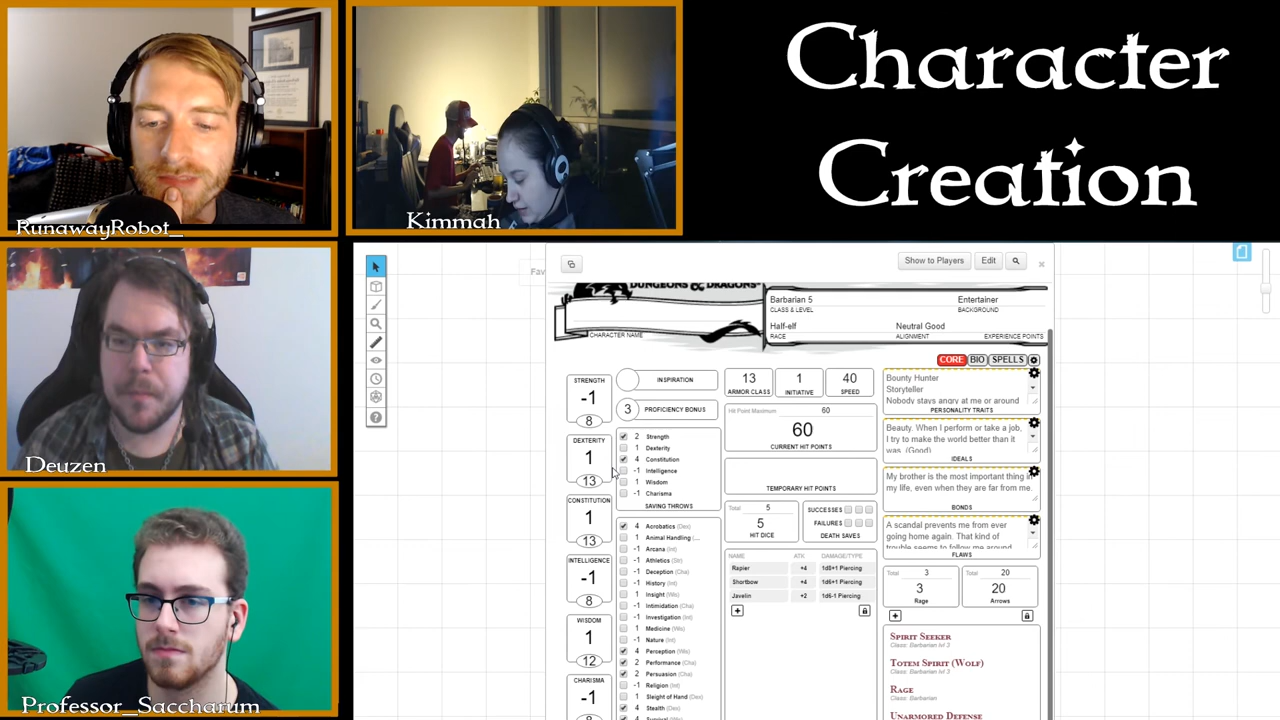 Character
Creation
RunawayRobot_
Kimmah
Deuzen
Professor_Saccharum
Fav
Show to Players
Edit
DUNGEONS & DRAGONS
CHARACTER NAME
Barbarian 5
CLASS & LEVEL
Entertainer
BACKGROUND
Half-elf
RACE
Neutral Good
ALIGNMENT
EXPERIENCE POINTS
CORE
BIO
SPELLS
STRENGTH
-1
8
DEXTERITY
1
13
CONSTITUTION
1
13
INTELLIGENCE
-1
8
WISDOM
1
12
CHARISMA
-1
INSPIRATION
3 PROFICIENCY BONUS
2 Strength
1 Dexterity
4 Constitution
-1 Intelligence
1 Wisdom
-1 Charisma
SAVING THROWS
4 Acrobatics (Dex)
1 Animal Handling (...
-1 Arcana (Int)
-1 Athletics (Str)
-1 Deception (Cha)
-1 History (Int)
1 Insight (Wis)
-1 Intimidation (Cha)
-1 Investigation (Int)
1 Medicine (Wis)
-1 Nature (Int)
4 Perception (Wis)
2 Performance (Cha)
2 Persuasion (Cha)
-1 Religion (Int)
1 Sleight of Hand (Dex)
4 Stealth (Dex)
13
ARMOR CLASS
1
INITIATIVE
40
SPEED
Hit Point Maximum 60
60
CURRENT HIT POINTS
TEMPORARY HIT POINTS
Total 5
5
HIT DICE
SUCCESSES
FAILURES
DEATH SAVES
NAME ATK DAMAGE/TYPE
Rapier +4 1d8+1 Piercing
Shortbow +4 1d6+1 Piercing
Javelin +2 1d6-1 Piercing
Bounty Hunter
Storyteller
Nobody stays angry at me or around
PERSONALITY TRAITS
Beauty. When I perform or take a job,
I try to make the world better than it
was. (Good)
IDEALS
My brother is the most important thing in
my life, even when they are far from me.
BONDS
A scandal prevents me from ever
going home again. That kind of
trouble seems to follow me around
FLAWS
Total 3
3
Rage
Total 20
20
Arrows
SPIRIT SEEKER
Class: Barbarian lvl 3
TOTEM SPIRIT (WOLF)
Class: Barbarian lvl 3
RAGE
Class: Barbarian
UNARMORED DEFENSE